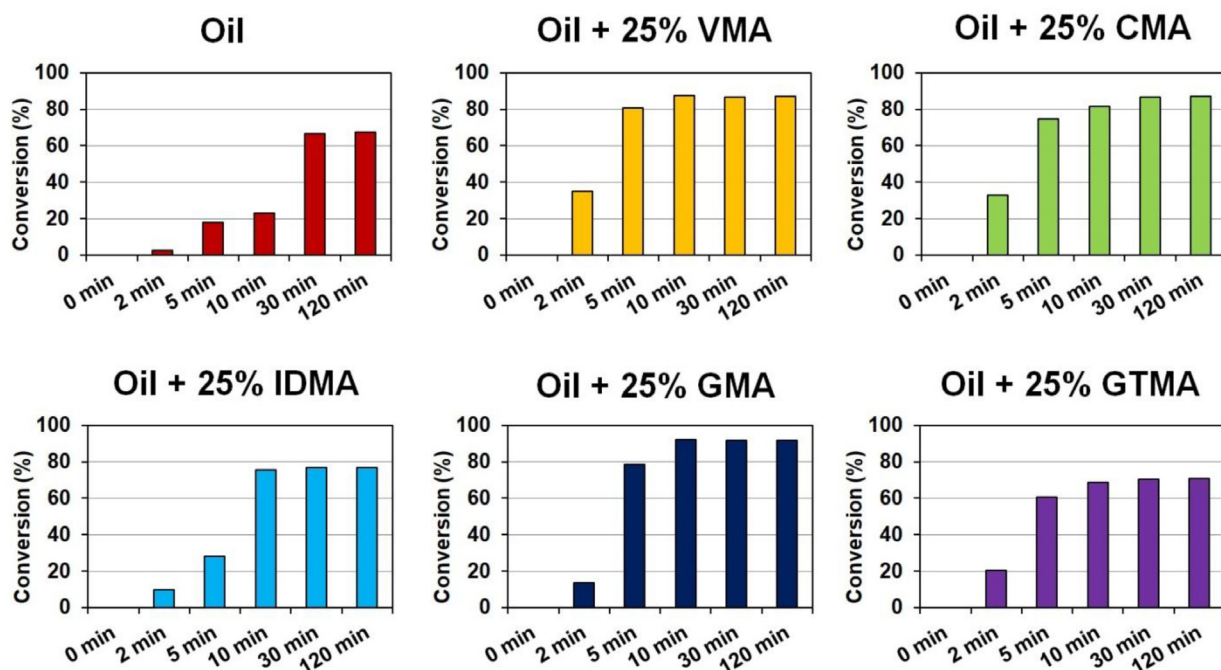 Oil
Conversion (%)
100
80
60
40
20
0
0 min
2 min
5 min
10 min
30 min
120 min
Oil + 25% VMA
Conversion (%)
100
80
60
40
20
0
0 min
2 min
5 min
10 min
30 min
120 min
Oil + 25% CMA
Conversion (%)
100
80
60
40
20
0
0 min
2 min
5 min
10 min
30 min
120 min
Oil + 25% IDMA
Conversion (%)
100
80
60
40
20
0
0 min
2 min
5 min
10 min
30 min
120 min
Oil + 25% GMA
Conversion (%)
100
80
60
40
20
0
0 min
2 min
5 min
10 min
30 min
120 min
Oil + 25% GTMA
Conversion (%)
100
80
60
40
20
0
0 min
2 min
5 min
10 min
30 min
120 min